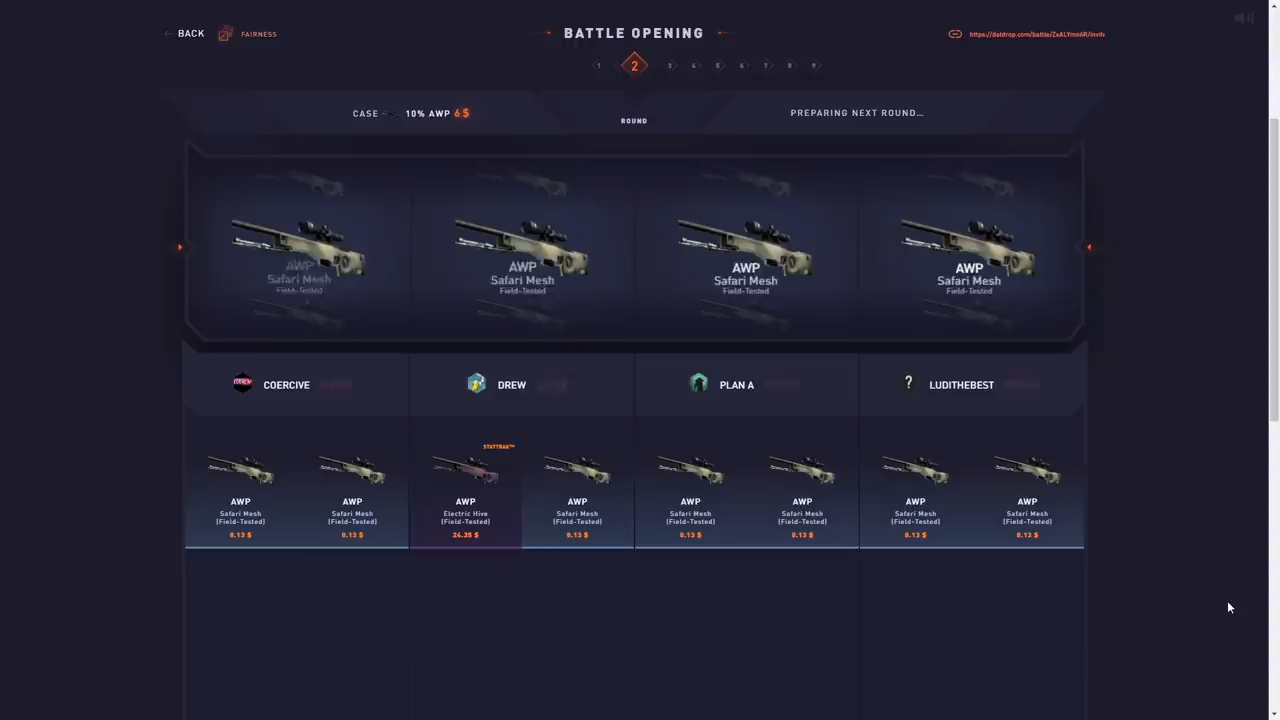 BACK
FAIRNESS
BATTLE OPENING
https://daldrop.com/battle/ZxALYmn6R/invite
1 2 3 4 5 6 7 8 9
CASE 10% AWP 6 $
ROUND
PREPARING NEXT ROUND...
AWP
Safari Mesh
Field-Tested
AWP
Safari Mesh
Field-Tested
AWP
Safari Mesh
Field-Tested
AWP
Safari Mesh
Field-Tested
COERCIVE
DREW
PLAN A
? LUDITHEBEST
AWP
Safari Mesh
(Field-Tested)
0.13 $
AWP
Safari Mesh
(Field-Tested)
0.13 $
STATTRAK™
AWP
Electric Hive
(Field-Tested)
24.35 $
AWP
Safari Mesh
(Field-Tested)
0.13 $
AWP
Safari Mesh
(Field-Tested)
0.13 $
AWP
Safari Mesh
(Field-Tested)
0.13 $
AWP
Safari Mesh
(Field-Tested)
0.13 $
AWP
Safari Mesh
(Field-Tested)
0.13 $